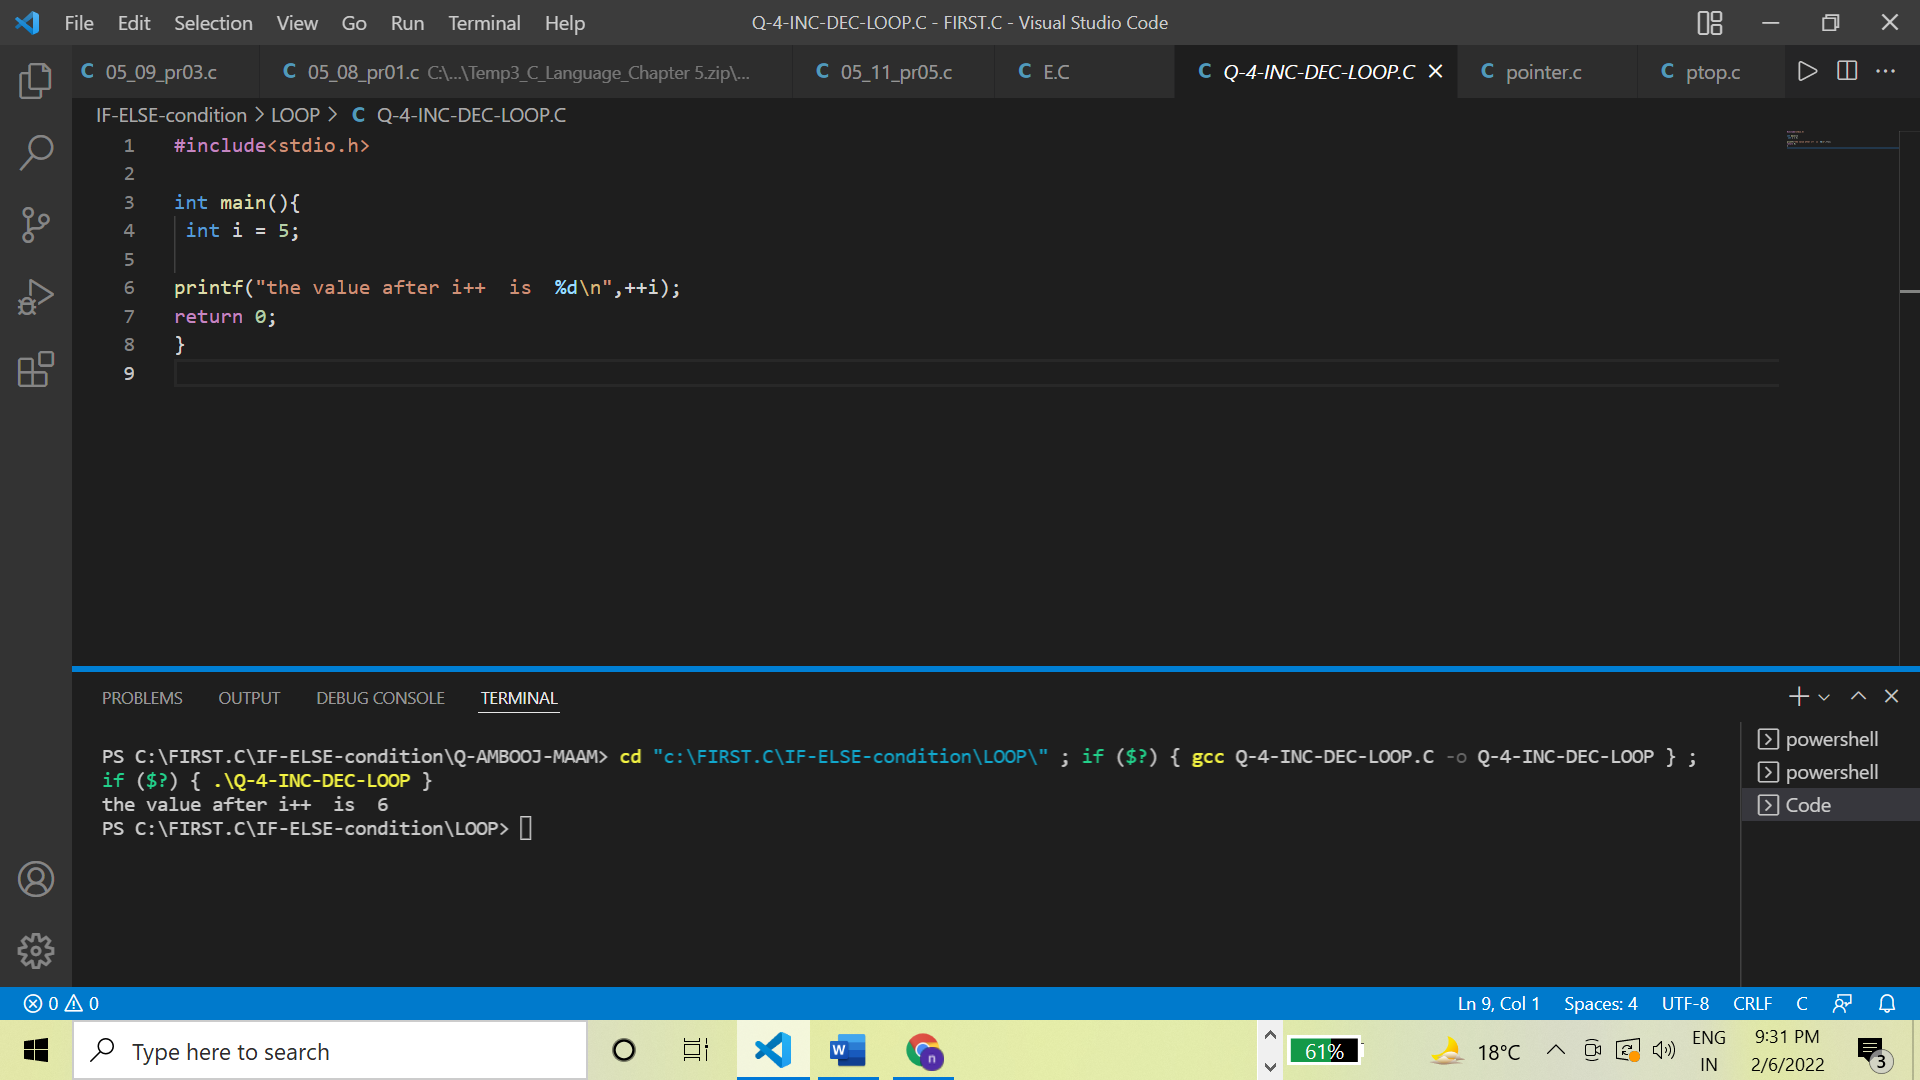 File Edit Selection View Go Run Terminal Help Q-4-INC-DEC-LOOP.C - FIRST.C - Visual Studio Code
C 05_09_pr03.c C 05_08_pr01.c C:\...\Temp3_C_Language_Chapter 5.zip\... C 05_11_pr05.c C E.C C Q-4-INC-DEC-LOOP.C C pointer.c C ptop.c
IF-ELSE-condition > LOOP > C Q-4-INC-DEC-LOOP.C
1 #include<stdio.h>
2
3 int main(){
4 int i = 5;
5
6 printf("the value after i++  is  %d\n",++i);
7 return 0;
8 }
9
PROBLEMS OUTPUT DEBUG CONSOLE TERMINAL
PS C:\FIRST.C\IF-ELSE-condition\Q-AMBOOJ-MAAM> cd "c:\FIRST.C\IF-ELSE-condition\LOOP\" ; if ($?) { gcc Q-4-INC-DEC-LOOP.C -o Q-4-INC-DEC-LOOP } ;
if ($?) { .\Q-4-INC-DEC-LOOP }
the value after i++  is  6
PS C:\FIRST.C\IF-ELSE-condition\LOOP>
powershell
powershell
Code
0 0 Ln 9, Col 1 Spaces: 4 UTF-8 CRLF C
Type here to search W n 61% 18°C ENG 9:31 PM
IN 2/6/2022 3